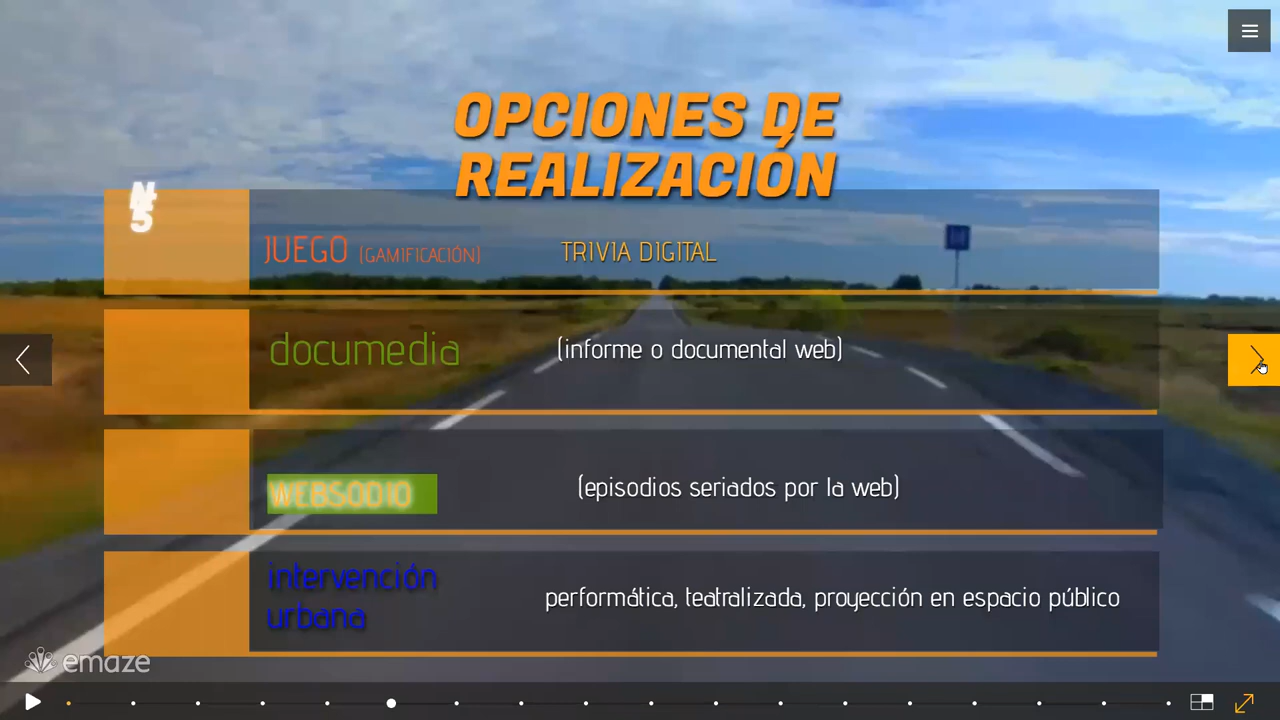 OPCIONES DE
REALIZACIÓN
N°
5
JUEGO (GAMIFICACIÓN) TRIVIA DIGITAL
documedia (informe o documental web)
WEBSODIO (episodios seriados por la web)
intervención
urbana
performática, teatralizada, proyección en espacio público
emaze